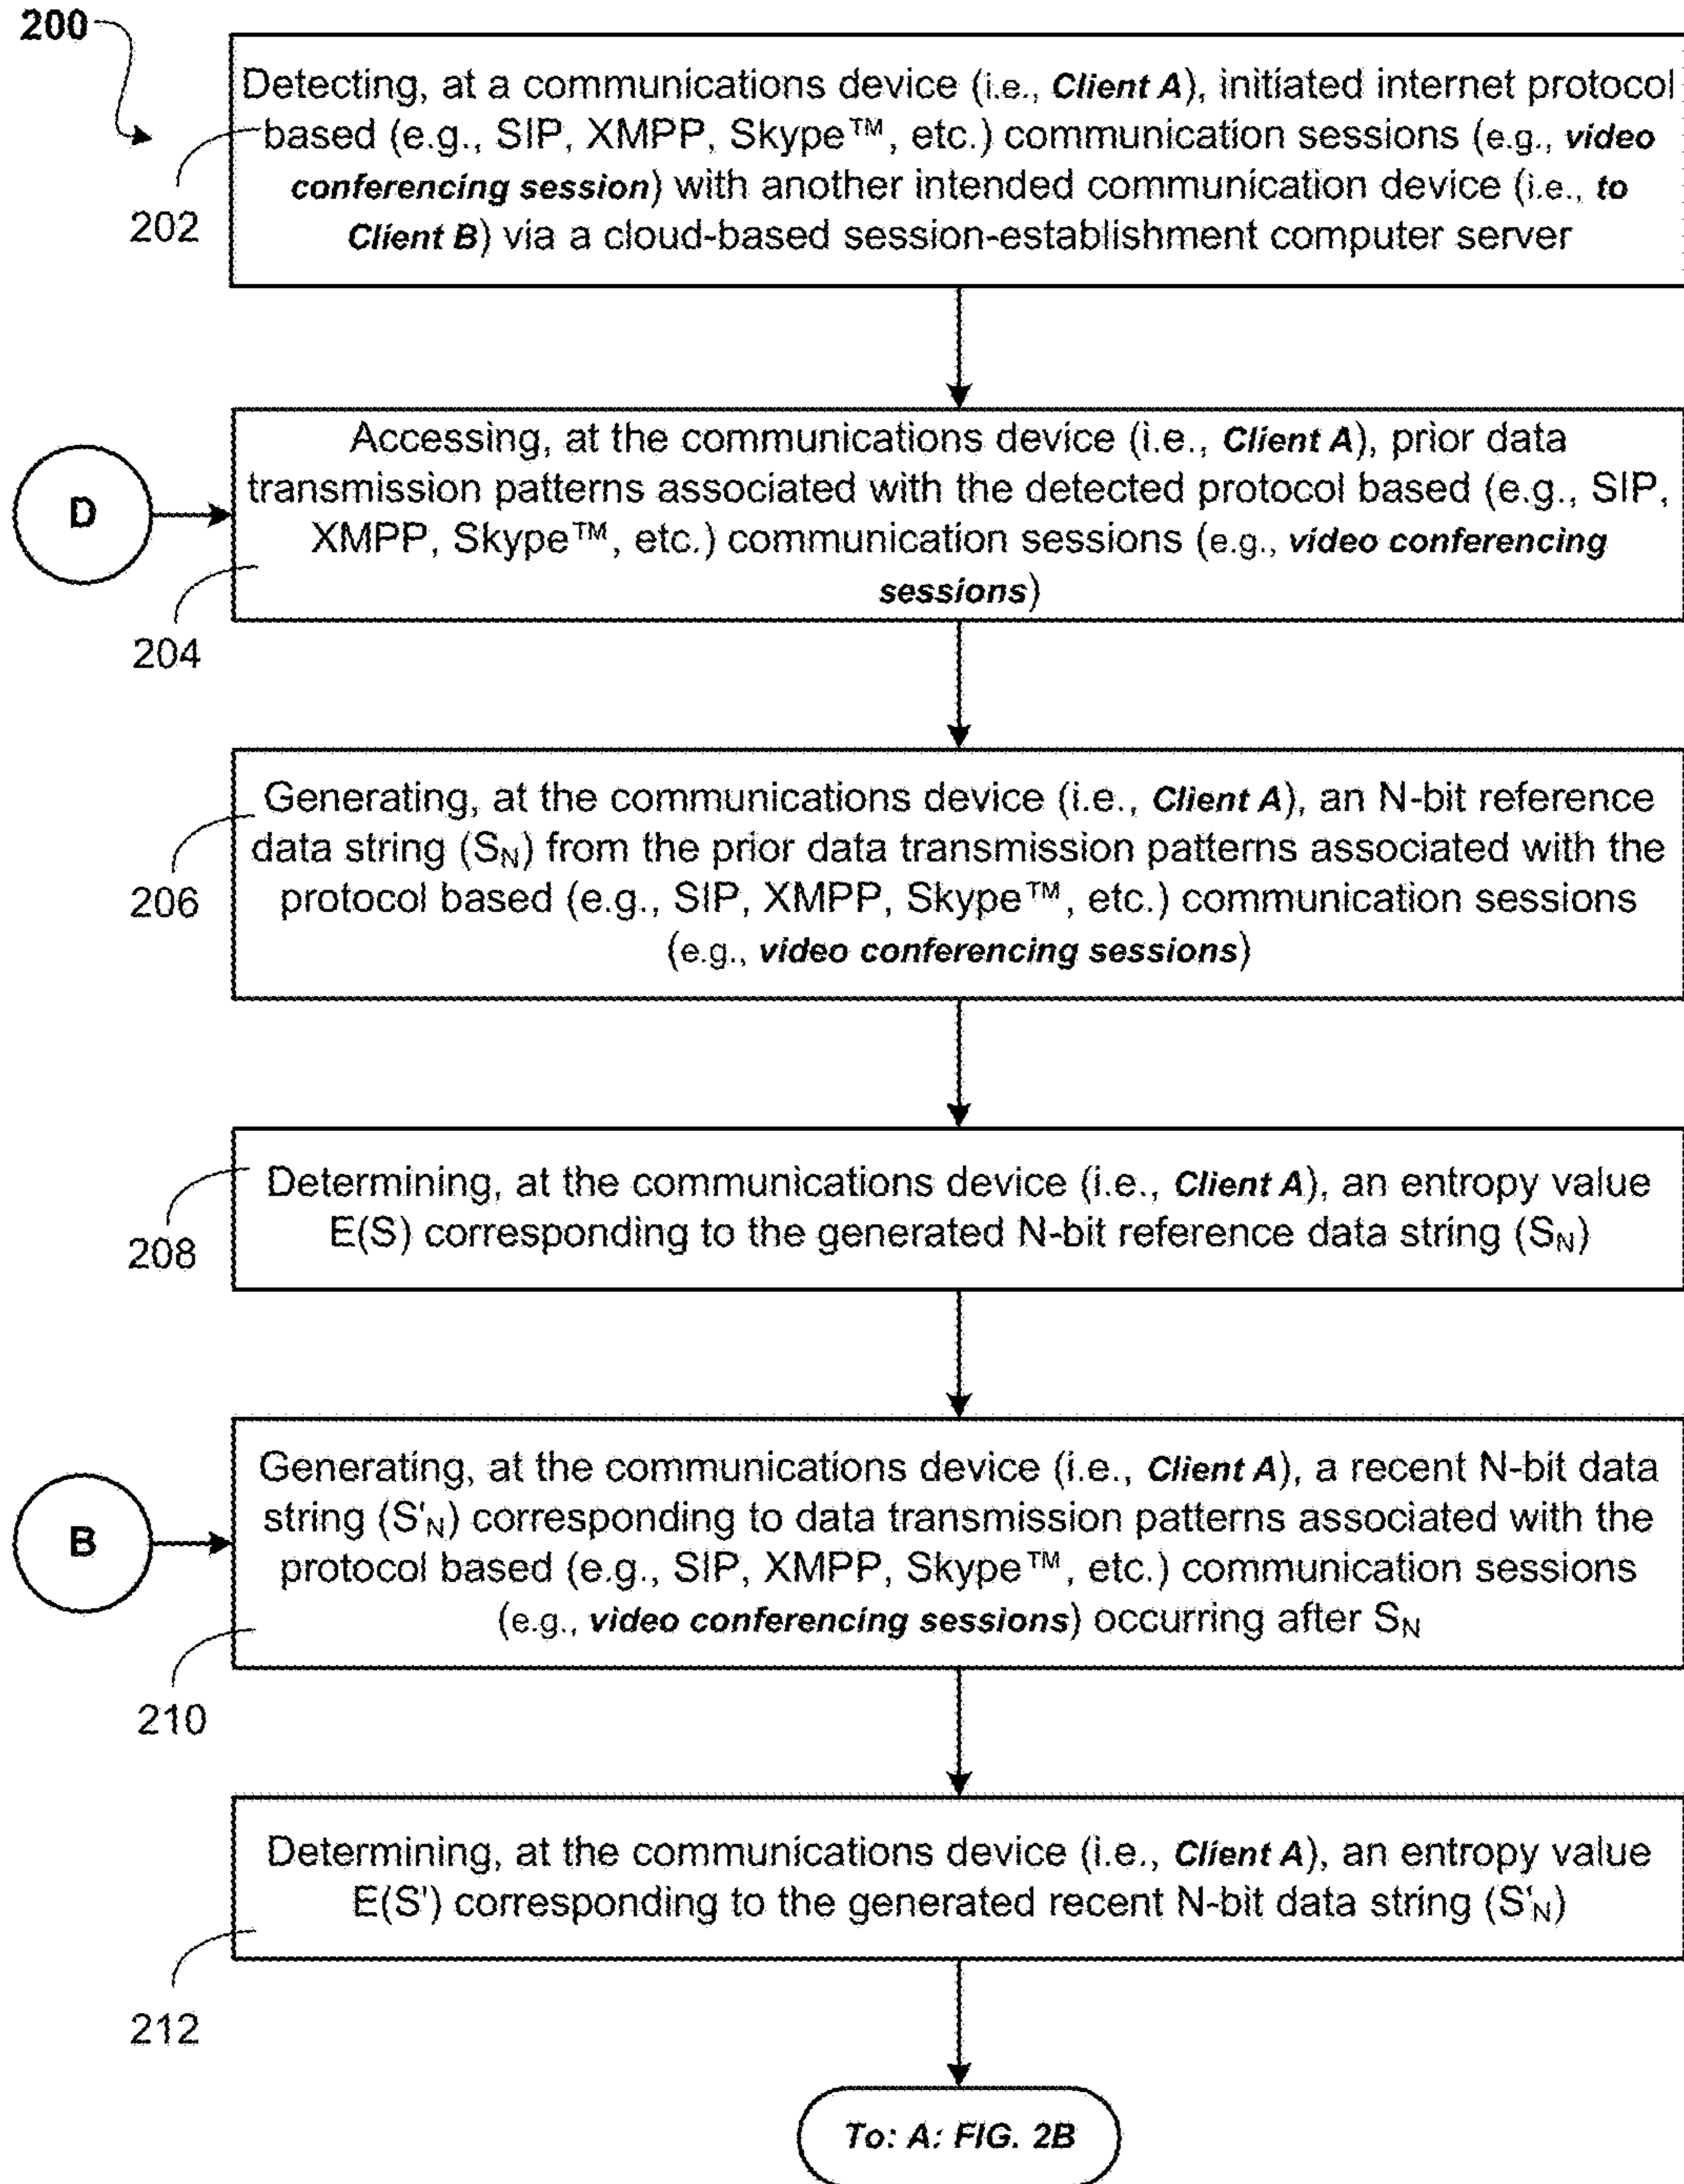 200
Detecting, at a communications device (i.e., Client A), initiated internet protocol
based (e.g., SIP, XMPP, Skype™, etc.) communication sessions (e.g., video
conferencing session) with another intended communication device (i.e., to
Client B) via a cloud-based session-establishment computer server
202
Accessing, at the communications device (i.e., Client A), prior data
transmission patterns associated with the detected protocol based (e.g., SIP,
XMPP, Skype™, etc.) communication sessions (e.g., video conferencing
sessions)
D
204
Generating, at the communications device (i.e., Client A), an N-bit reference
data string (S_N) from the prior data transmission patterns associated with the
protocol based (e.g., SIP, XMPP, Skype™, etc.) communication sessions
(e.g., video conferencing sessions)
206
Determining, at the communications device (i.e., Client A), an entropy value
E(S) corresponding to the generated N-bit reference data string (S_N)
208
Generating, at the communications device (i.e., Client A), a recent N-bit data
string (S'_N) corresponding to data transmission patterns associated with the
protocol based (e.g., SIP, XMPP, Skype™, etc.) communication sessions
(e.g., video conferencing sessions) occurring after S_N
B
210
Determining, at the communications device (i.e., Client A), an entropy value
E(S') corresponding to the generated recent N-bit data string (S'_N)
212
To: A: FIG. 2B